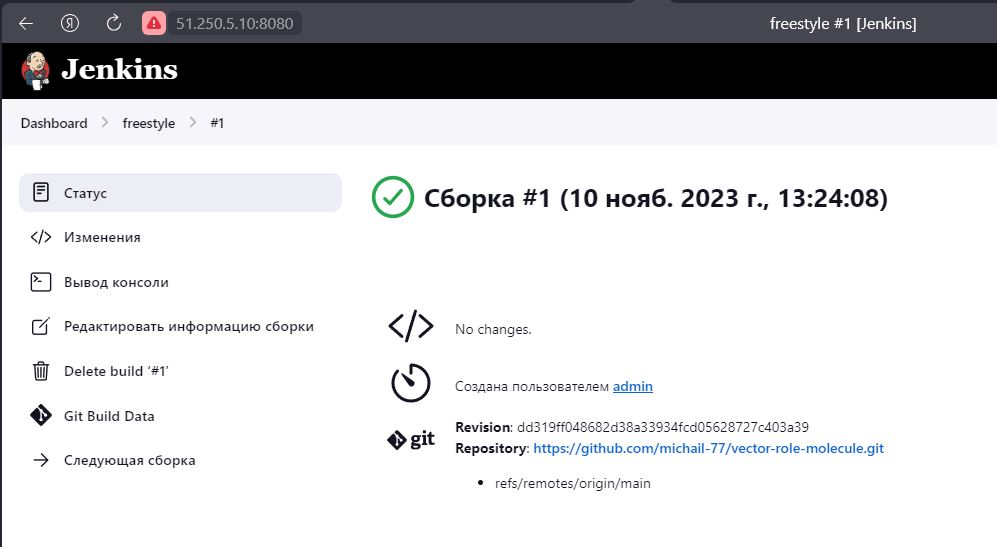 51.250.5.10:8080
freestyle #1 [Jenkins]
Jenkins
Dashboard > freestyle > #1
Статус
Изменения
Вывод консоли
Редактировать информацию сборки
Delete build ‘#1’
Git Build Data
Следующая сборка
Сборка #1 (10 нояб. 2023 г., 13:24:08)
No changes.
Создана пользователем admin
git
Revision: dd319ff048682d38a33934fcd05628727c403a39
Repository: https://github.com/michail-77/vector-role-molecule.git
• refs/remotes/origin/main